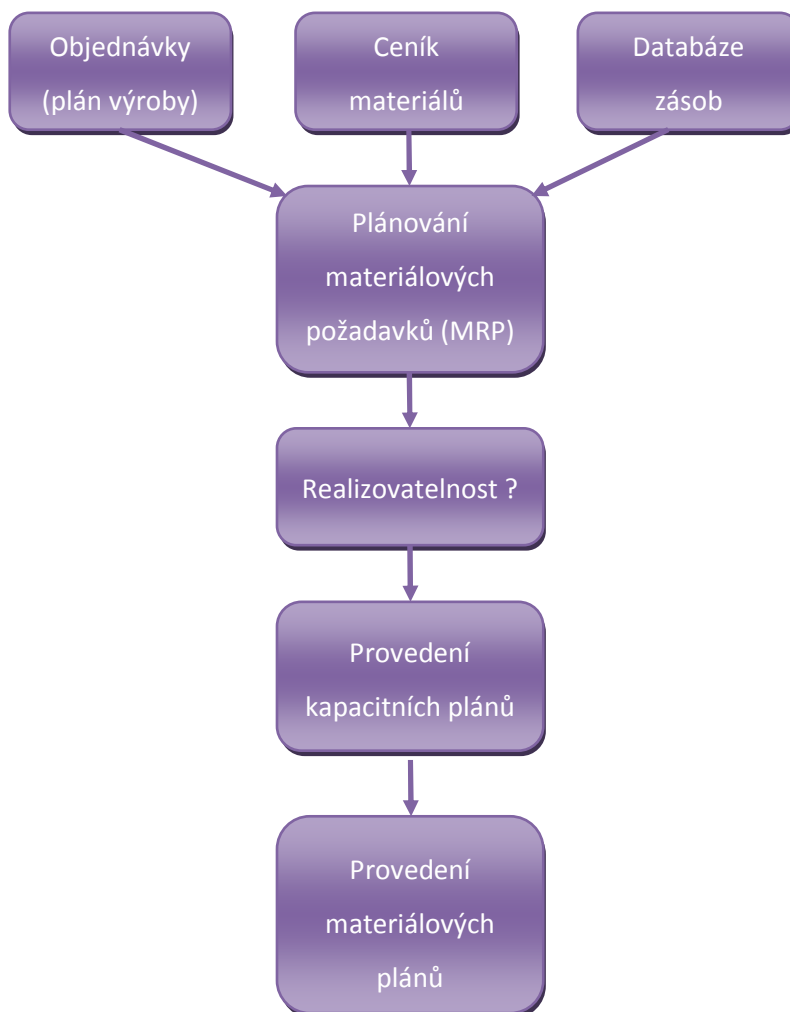 Objednávky
(plán výroby)
Ceník
materiálů
Databáze
zásob
Plánování
materiálových
požadavků (MRP)
Realizovatelnost ?
Provedení
kapacitních plánů
Provedení
materiálových
plánů